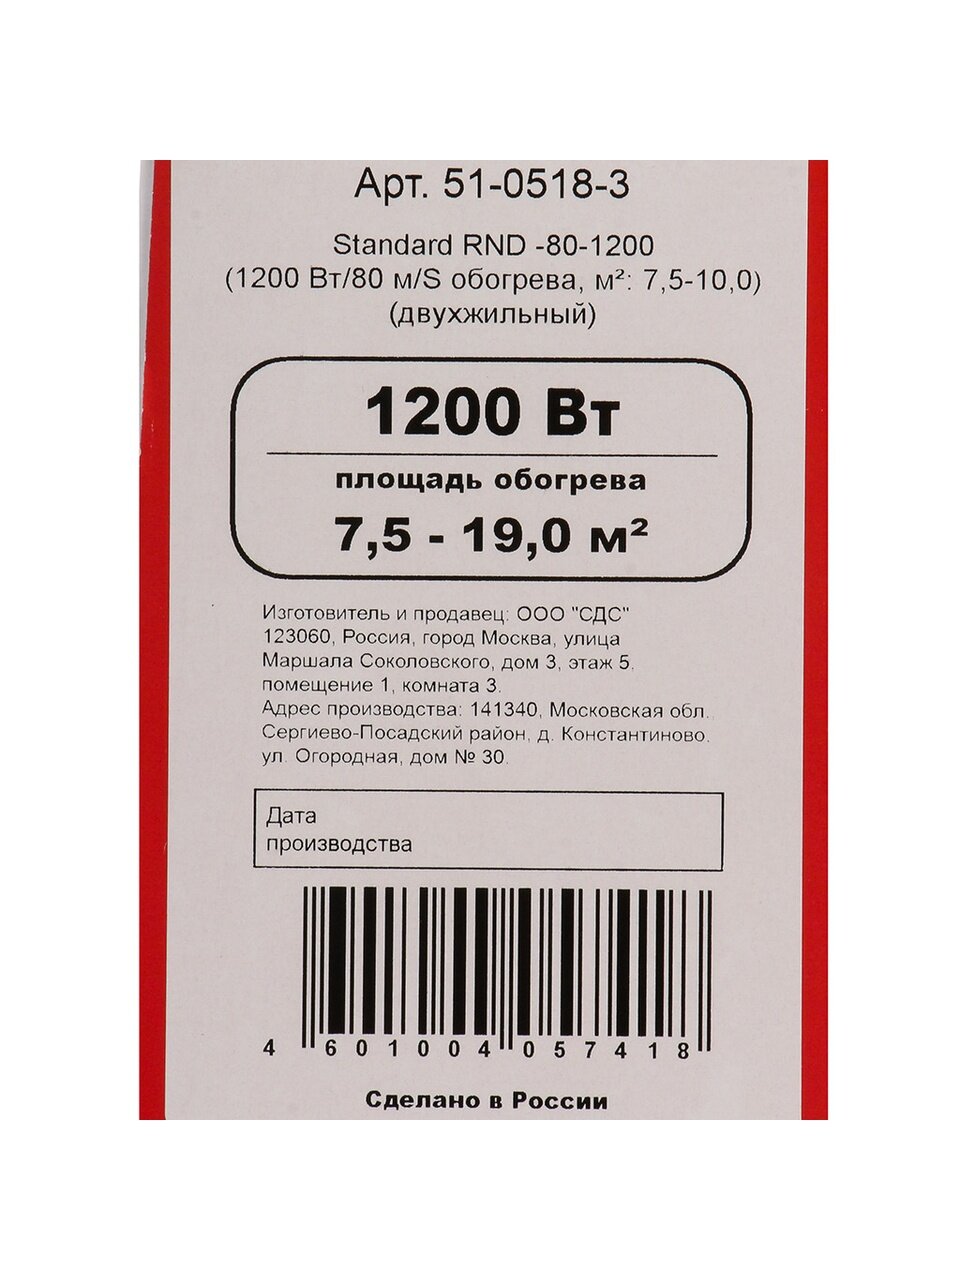 Арт. 51-0518-3
Standard RND -80-1200
(1200 Вт/80 м/S обогрева, м²: 7,5-10,0)
(двухжильный)
1200 Вт
площадь обогрева
7,5 - 19,0 м²
Изготовитель и продавец: ООО "СДС"
123060, Россия, город Москва, улица
Маршала Соколовского, дом 3, этаж 5.
помещение 1, комната 3.
Адрес производства: 141340, Московская обл.
Сергиево-Посадский район, д. Константиново.
ул. Огородная, дом № 30.
Дата
производства
4 601004 057418
Сделано в России